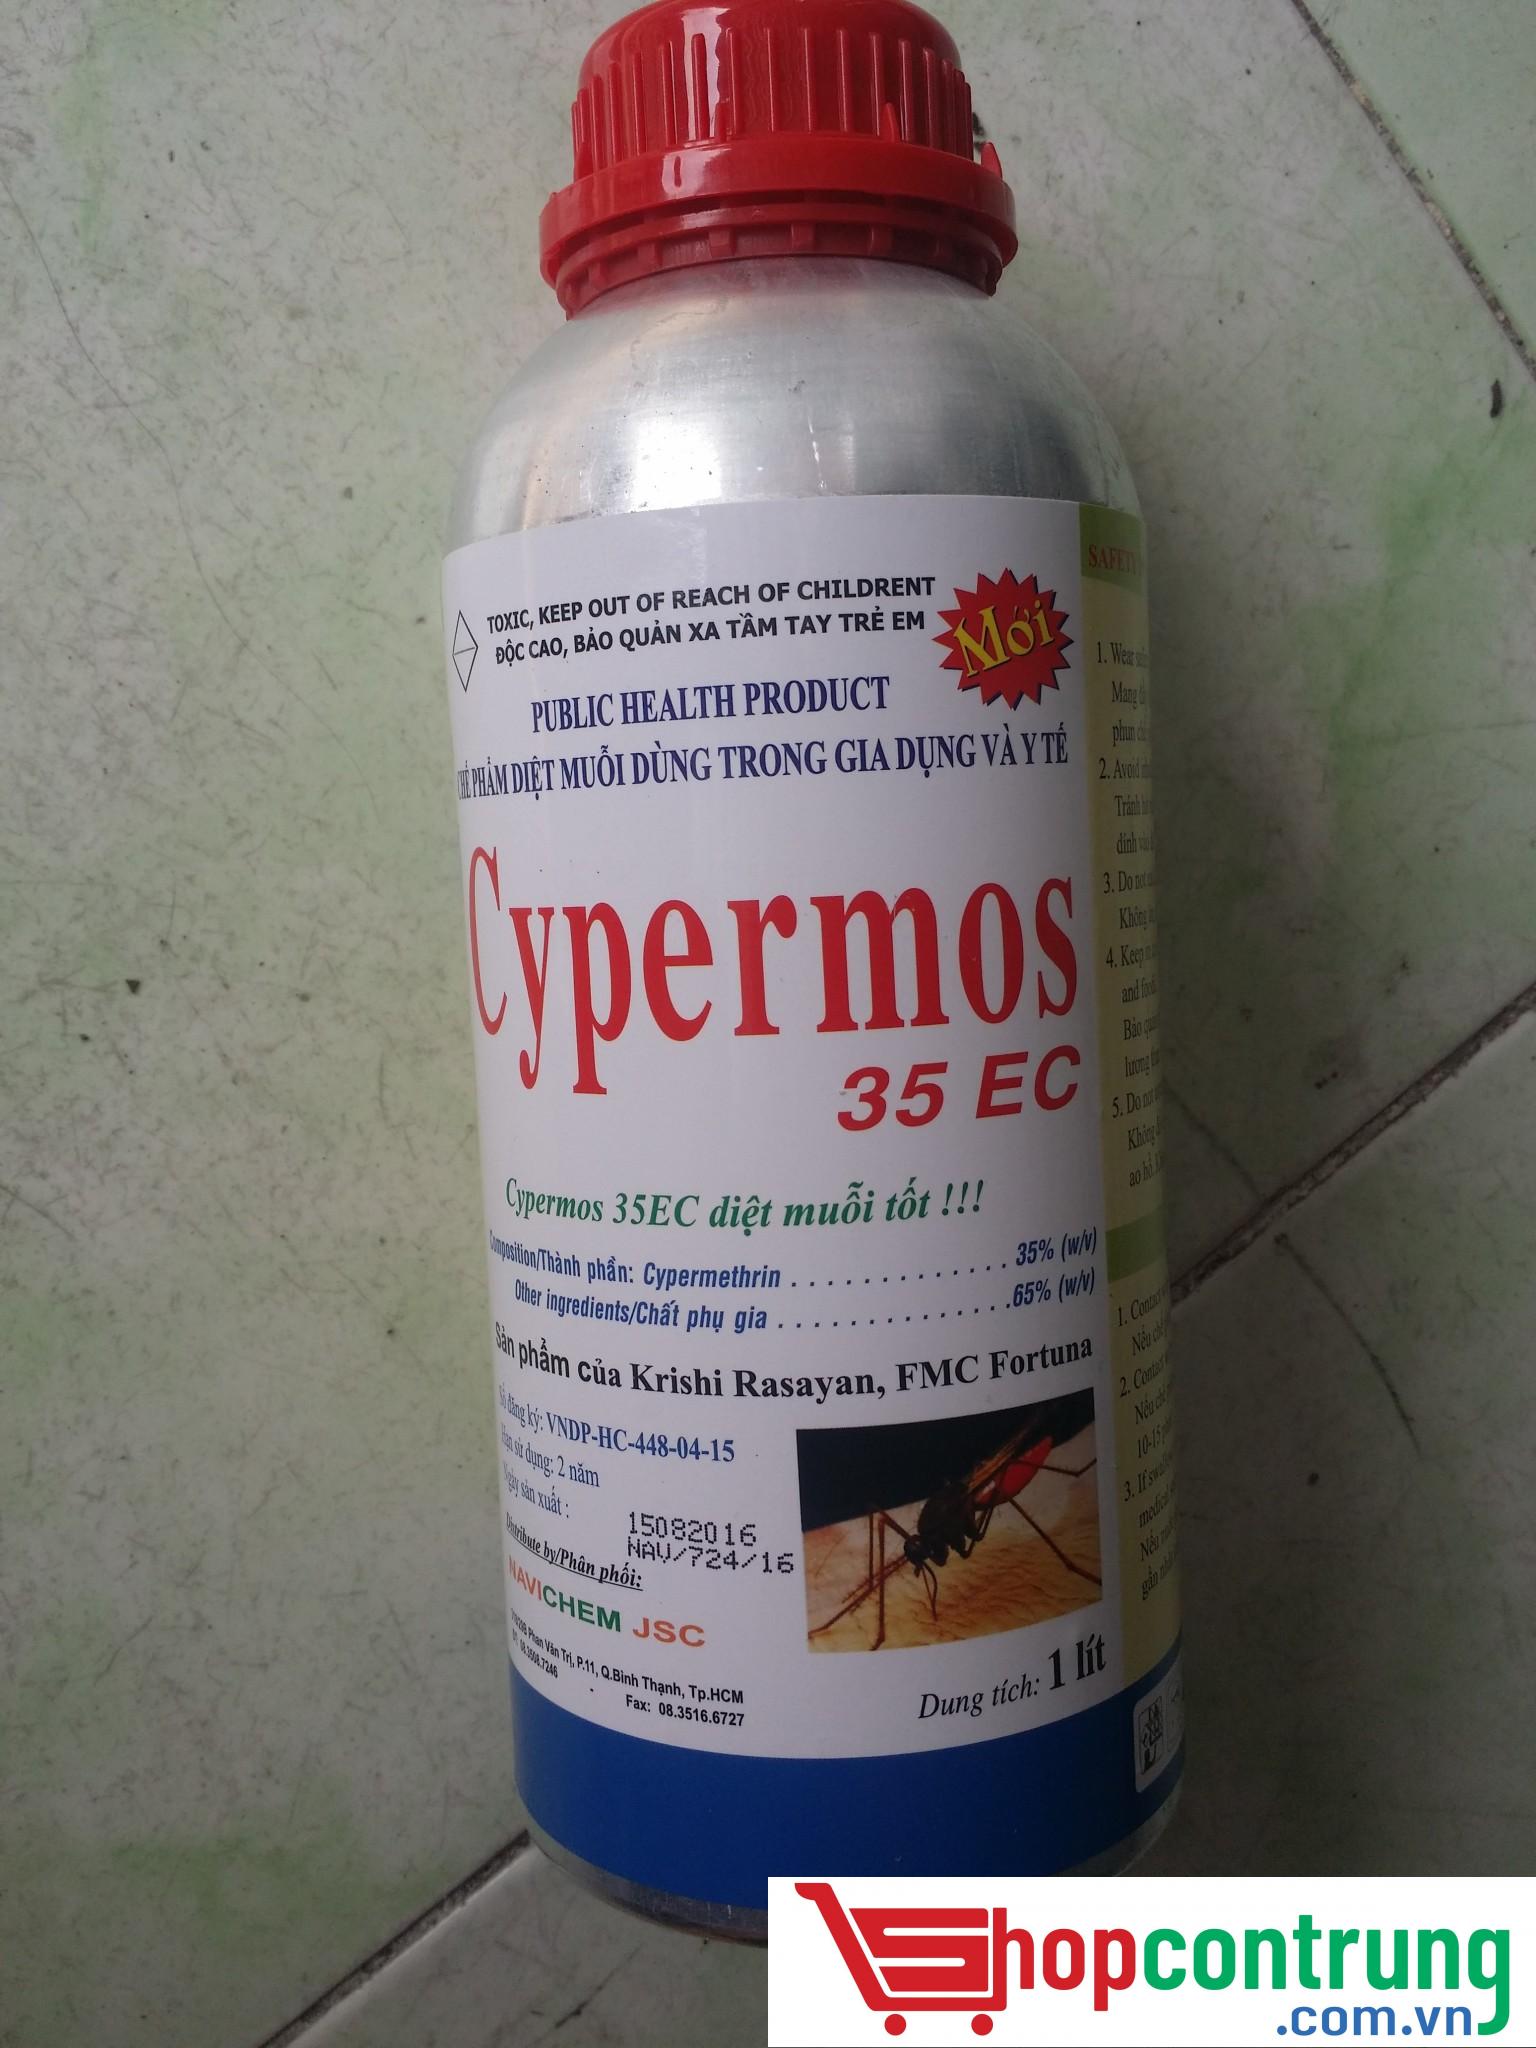 TOXIC, KEEP OUT OF REACH OF CHILDRENT
ĐỘC CAO, BẢO QUẢN XA TẦM TAY TRẺ EM
Mới
PUBLIC HEALTH PRODUCT
CHẾ PHẨM DIỆT MUỖI DÙNG TRONG GIA DỤNG VÀ Y TẾ
Cypermos
35 EC
Cypermos 35EC diệt muỗi tốt !!!
Composition/Thành phần: Cypermethrin . . . . . . . . . . . . . 35% (w/v)
Other ingredients/Chất phụ gia . . . . . . . . . . . . . . 65% (w/v)
Sản phẩm của Krishi Rasayan, FMC Fortuna
Số đăng ký: VNDP-HC-448-04-15
Hạn sử dụng: 2 năm
Ngày sản xuất :
15082016
NAV/724/16
Distribute by/Phân phối:
NAVICHEM JSC
Phan Văn Trị, P.11, Q.Bình Thạnh, Tp.HCM
08.3508.7246
Fax: 08.3516.6727
Dung tích: 1 lít
SAFETY
1. Wear
Mang
phun
2. Avoid
Tránh
dính vào
3. Do not
Không
4. Keep
and food
Bảo quản
lương
5. Do not
Không
ao hồ.
1. Contact
Nếu
2. Contact
Nếu
10-15
3. If
medical
Nếu
gần
Shopcontrung
.com.vn